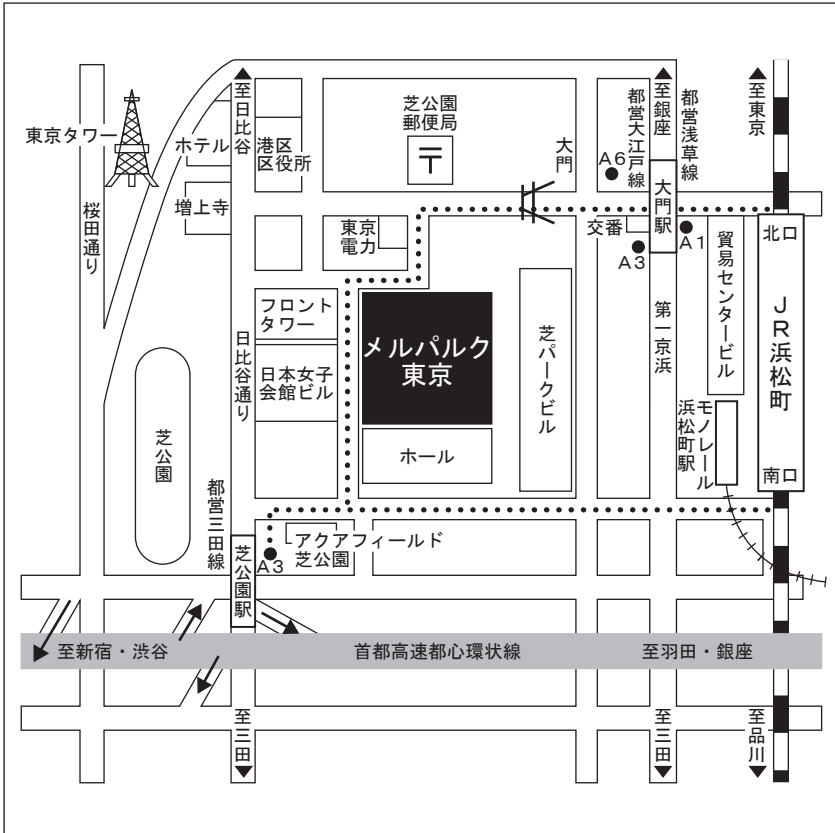 至日比谷
至銀座
至東京
都営大江戸線
都営浅草線
東京タワー
ホテル
港区
区役所
芝公園
郵便局
〒
大門
A6
大門駅
増上寺
桜田通り
東京
電力
交番
A3
A1
北口
貿易センタービル
JR浜松町
フロント
タワー
メルパルク
東京
芝パークビル
第一京浜
日比谷通り
日本女子
会館ビル
芝公園
ホール
モノレール
浜松町駅
南口
都営三田線
アクアフィールド
芝公園
A3
芝公園駅
至新宿・渋谷
首都高速都心環状線
至羽田・銀座
至三田
至三田
至品川